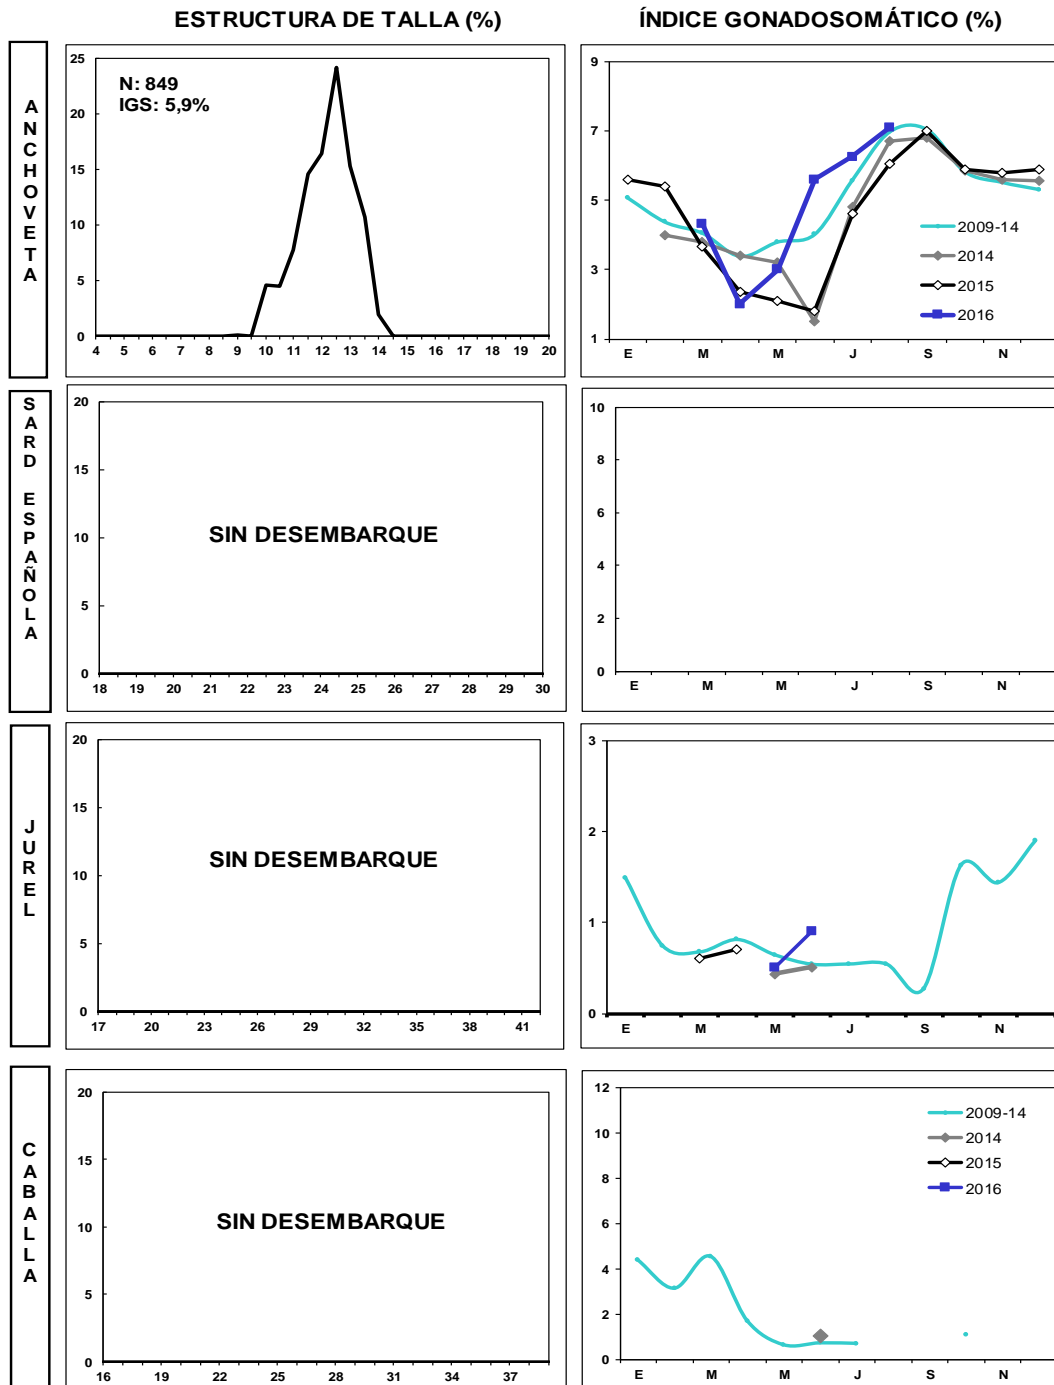 ESTRUCTURA DE TALLA (%)
ÍNDICE GONADOSOMÁTICO (%)
ANCHOVETA
N: 849
IGS: 5,9%
25
20
15
10
5
0
4 5 6 7 8 9 10 11 12 13 14 15 16 17 18 19 20
9
7
5
3
1
E M M J S N
2009-14
2014
2015
2016
SARD ESPAÑOLA
20
15
10
5
0
SIN DESEMBARQUE
18 19 20 21 22 23 24 25 26 27 28 29 30
10
8
6
4
2
0
E M M J S N
JUREL
20
15
10
5
0
SIN DESEMBARQUE
17 20 23 26 29 32 35 38 41
3
2
1
0
E M M J S N
CABALLA
20
15
10
5
0
SIN DESEMBARQUE
16 19 22 25 28 31 34 37
12
10
8
6
4
2
0
E M M J S N
2009-14
2014
2015
2016